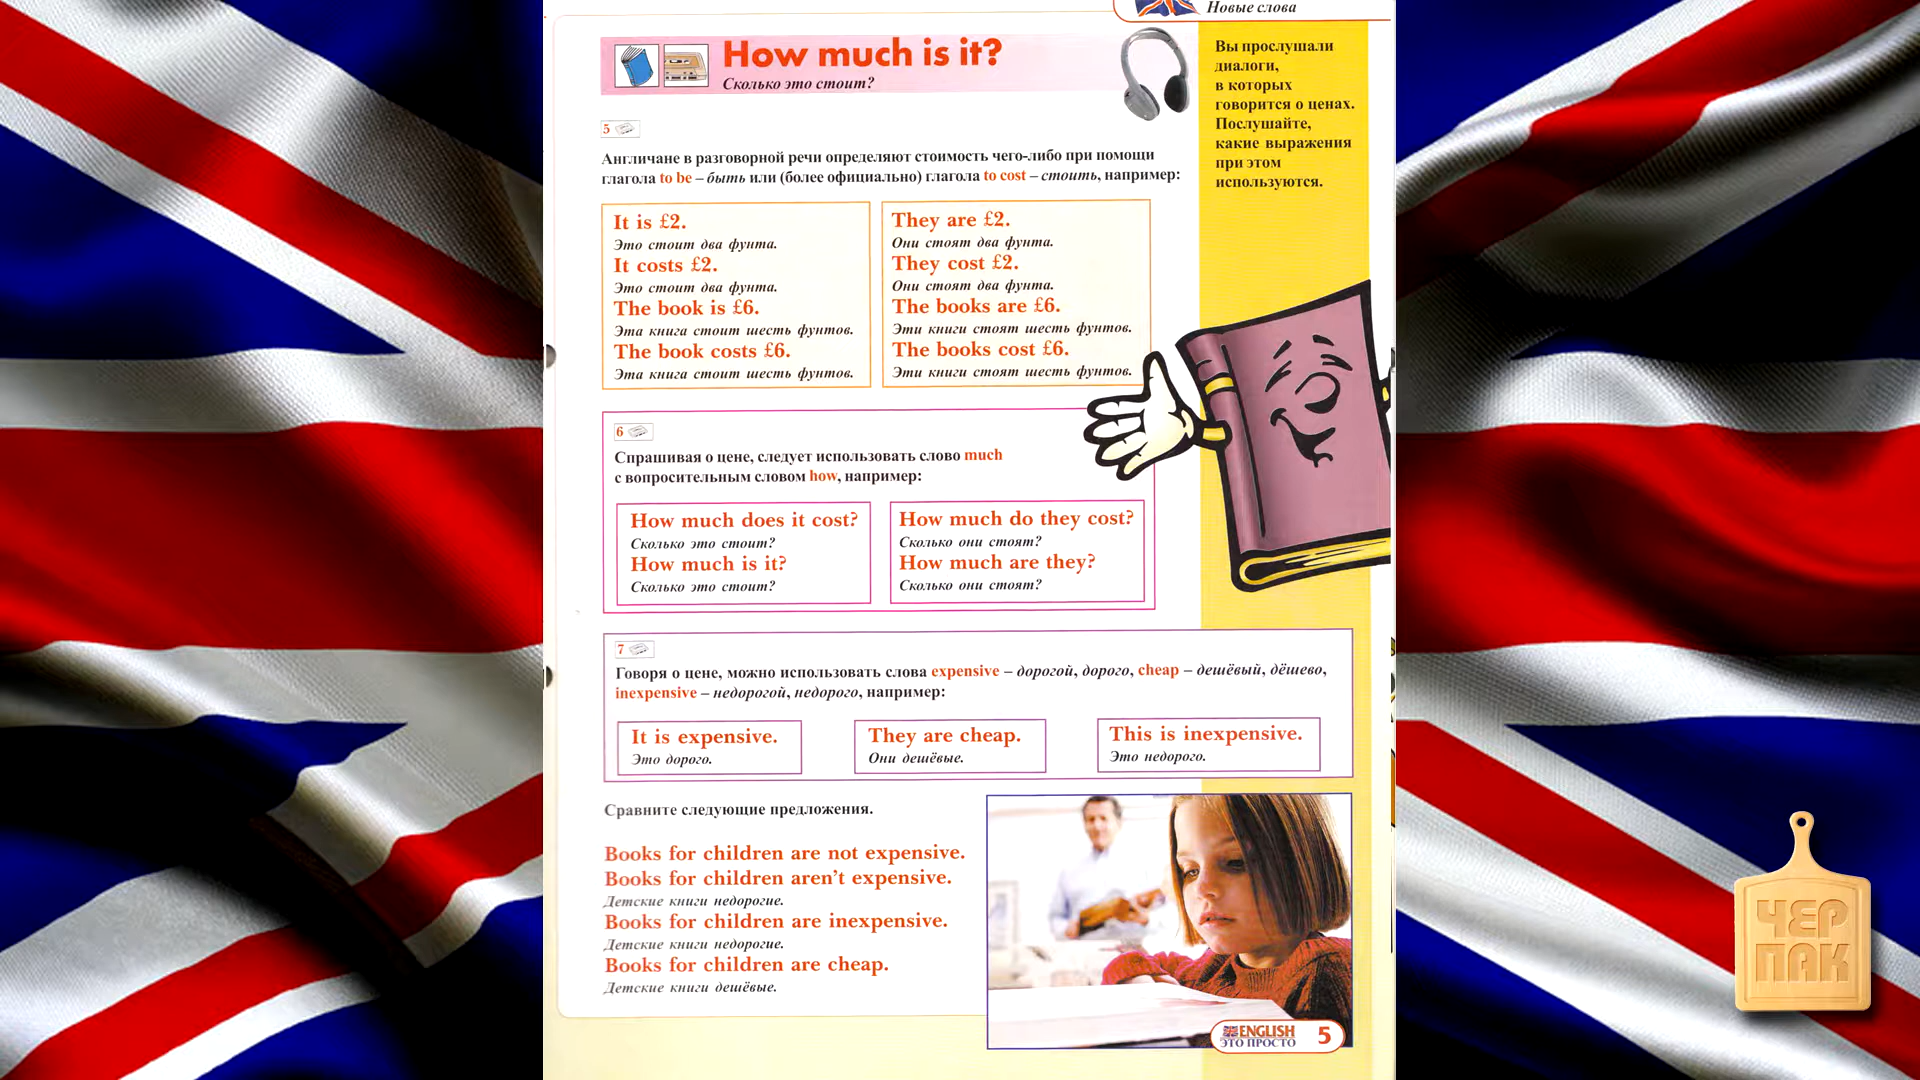 Новые слова
How much is it?
Сколько это стоит?
Вы прослушали
диалоги,
в которых
говорится о ценах.
Послушайте,
какие выражения
при этом
используются.
5
Англичане в разговорной речи определяют стоимость чего-либо при помощи
глагола to be – быть или (более официально) глагола to cost – стоить, например:
It is £2.
Это стоит два фунта.
It costs £2.
Это стоит два фунта.
The book is £6.
Эта книга стоит шесть фунтов.
The book costs £6.
Эта книга стоит шесть фунтов.
They are £2.
Они стоят два фунта.
They cost £2.
Они стоят два фунта.
The books are £6.
Эти книги стоят шесть фунтов.
The books cost £6.
Эти книги стоят шесть фунтов.
6
Спрашивая о цене, следует использовать слово much
с вопросительным словом how, например:
How much does it cost?
Сколько это стоит?
How much is it?
Сколько это стоит?
How much do they cost?
Сколько они стоят?
How much are they?
Сколько они стоят?
7
Говоря о цене, можно использовать слова expensive – дорогой, дорого, cheap – дешёвый, дёшево,
inexpensive – недорогой, недорого, например:
It is expensive.
Это дорого.
They are cheap.
Они дешёвые.
This is inexpensive.
Это недорого.
Сравните следующие предложения.
Books for children are not expensive.
Books for children aren't expensive.
Детские книги недорогие.
Books for children are inexpensive.
Детские книги недорогие.
Books for children are cheap.
Детские книги дешёвые.
ENGLISH
ЭТО ПРОСТО
5
ЧЕР
ПАК